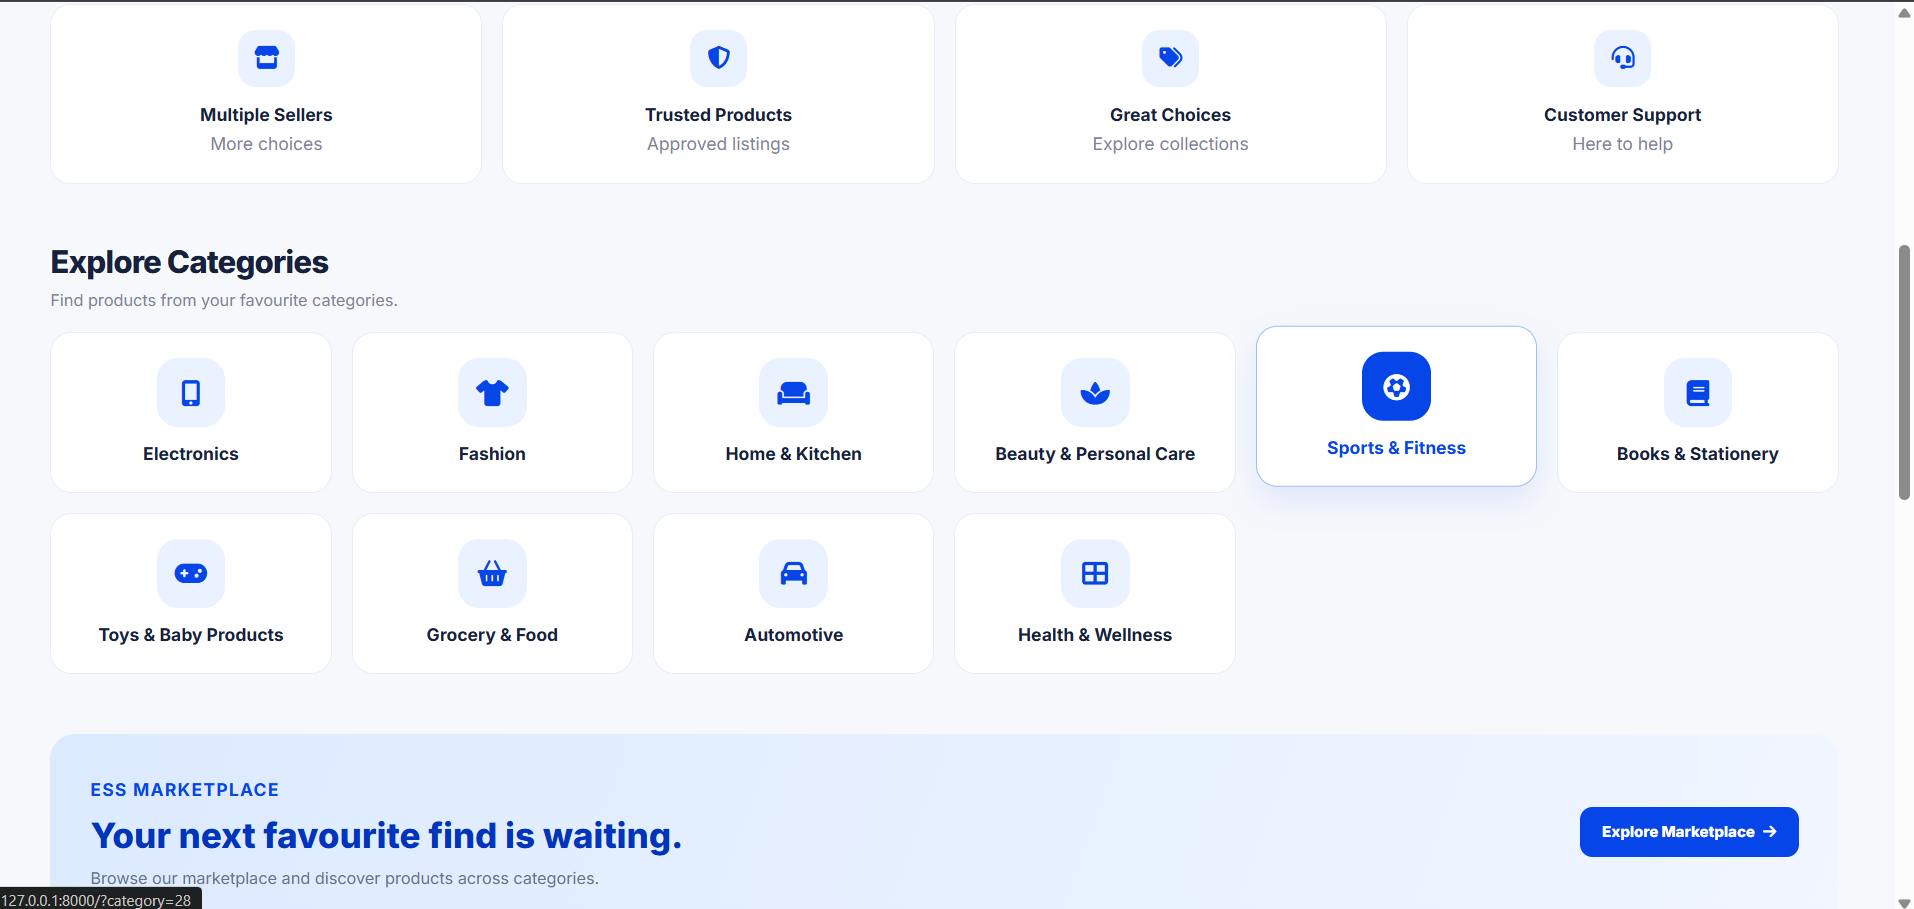 Multiple Sellers
More choices
Trusted Products
Approved listings
Great Choices
Explore collections
Customer Support
Here to help
Explore Categories
Find products from your favourite categories.
Electronics
Fashion
Home & Kitchen
Beauty & Personal Care
Sports & Fitness
Books & Stationery
Toys & Baby Products
Grocery & Food
Automotive
Health & Wellness
ESS MARKETPLACE
Your next favourite find is waiting.
Browse our marketplace and discover products across categories.
Explore Marketplace →
127.0.0.1:8000/?category=28